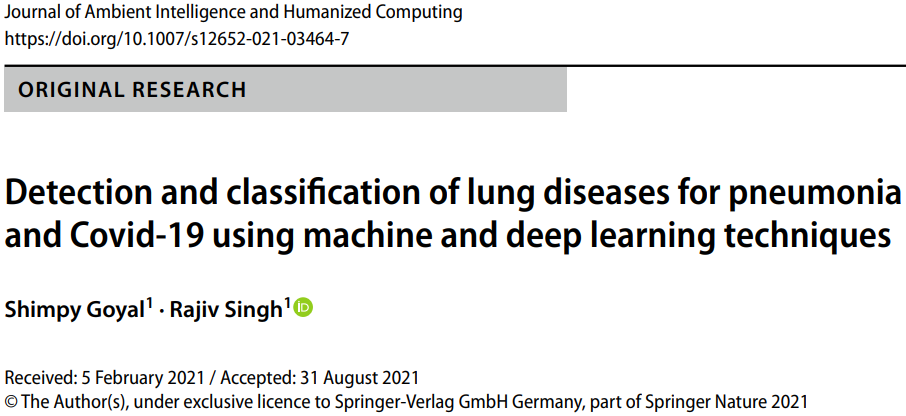 Journal of Ambient Intelligence and Humanized Computing
https://doi.org/10.1007/s12652-021-03464-7
ORIGINAL RESEARCH
Detection and classification of lung diseases for pneumonia
and Covid-19 using machine and deep learning techniques
Shimpy Goyal¹ · Rajiv Singh¹ iD
Received: 5 February 2021 / Accepted: 31 August 2021
© The Author(s), under exclusive licence to Springer-Verlag GmbH Germany, part of Springer Nature 2021